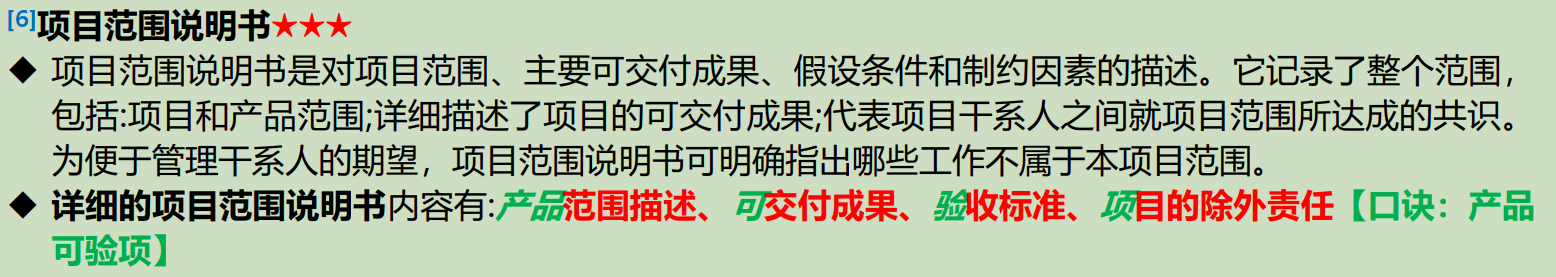 [6]项目范围说明书★★★
◆ 项目范围说明书是对项目范围、主要可交付成果、假设条件和制约因素的描述。它记录了整个范围，
包括:项目和产品范围;详细描述了项目的可交付成果;代表项目干系人之间就项目范围所达成的共识。
为便于管理干系人的期望，项目范围说明书可明确指出哪些工作不属于本项目范围。
◆ 详细的项目范围说明书内容有:产品范围描述、可交付成果、验收标准、项目的除外责任【口诀：产品
可验项】